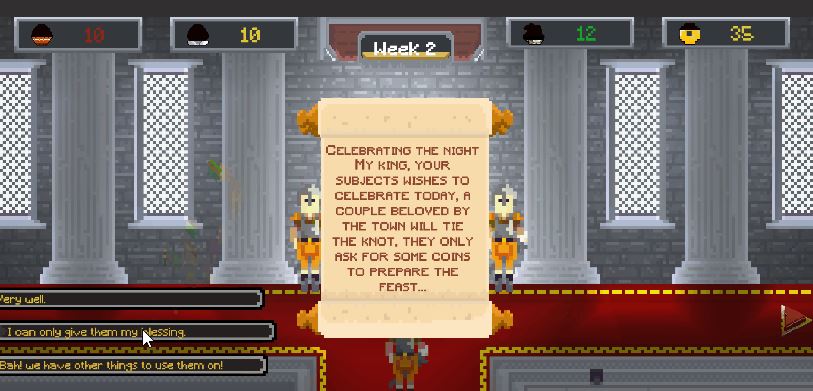 10
10
Week 2
12
35
CELEBRATING THE NIGHT
MY KING, YOUR
SUBJECTS WISHES TO
CELEBRATE TODAY, A
COUPLE BELOVED BY
THE TOWN WILL TIE
THE KNOT, THEY ONLY
ASK FOR SOME COINS
TO PREPARE THE
FEAST...
Very well.
I can only give them my blessing.
Bah! we have other things to use them on!